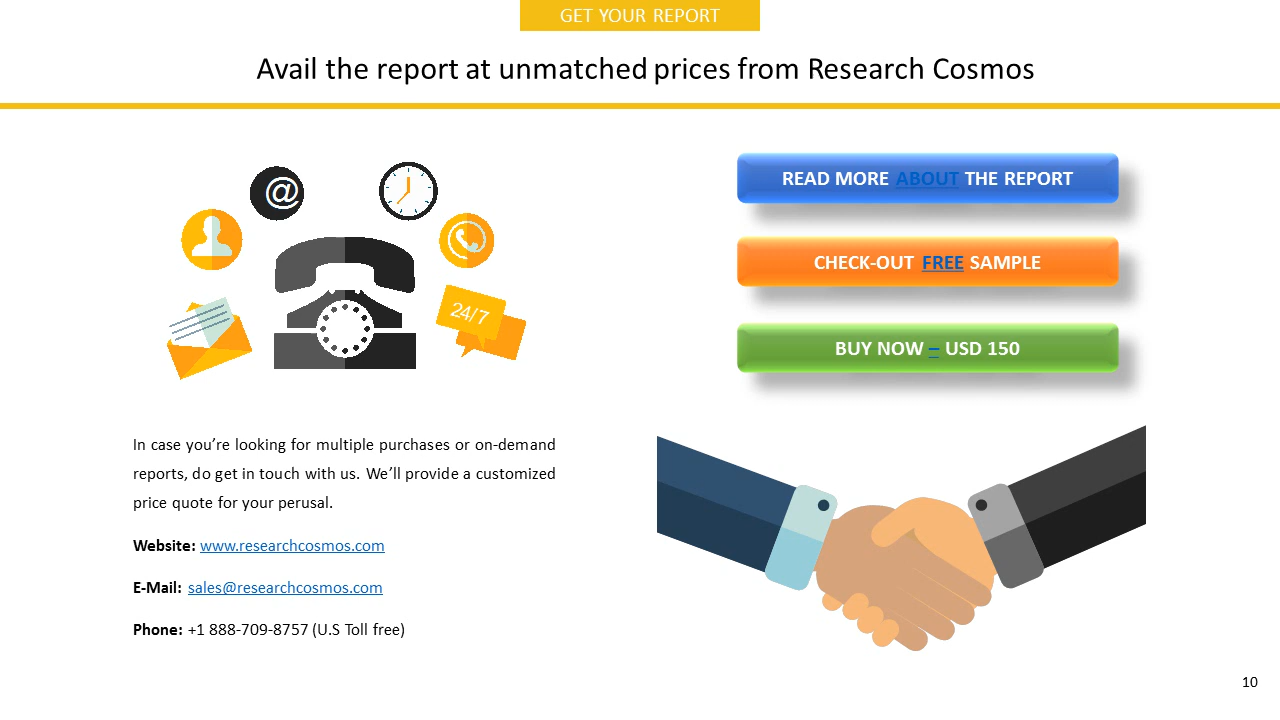 GET YOUR REPORT
Avail the report at unmatched prices from Research Cosmos
@
24/7
READ MORE ABOUT THE REPORT
CHECK-OUT FREE SAMPLE
BUY NOW – USD 150
In case you’re looking for multiple purchases or on-demand
reports, do get in touch with us. We’ll provide a customized
price quote for your perusal.
Website: www.researchcosmos.com
E-Mail: sales@researchcosmos.com
Phone: +1 888-709-8757 (U.S Toll free)
10